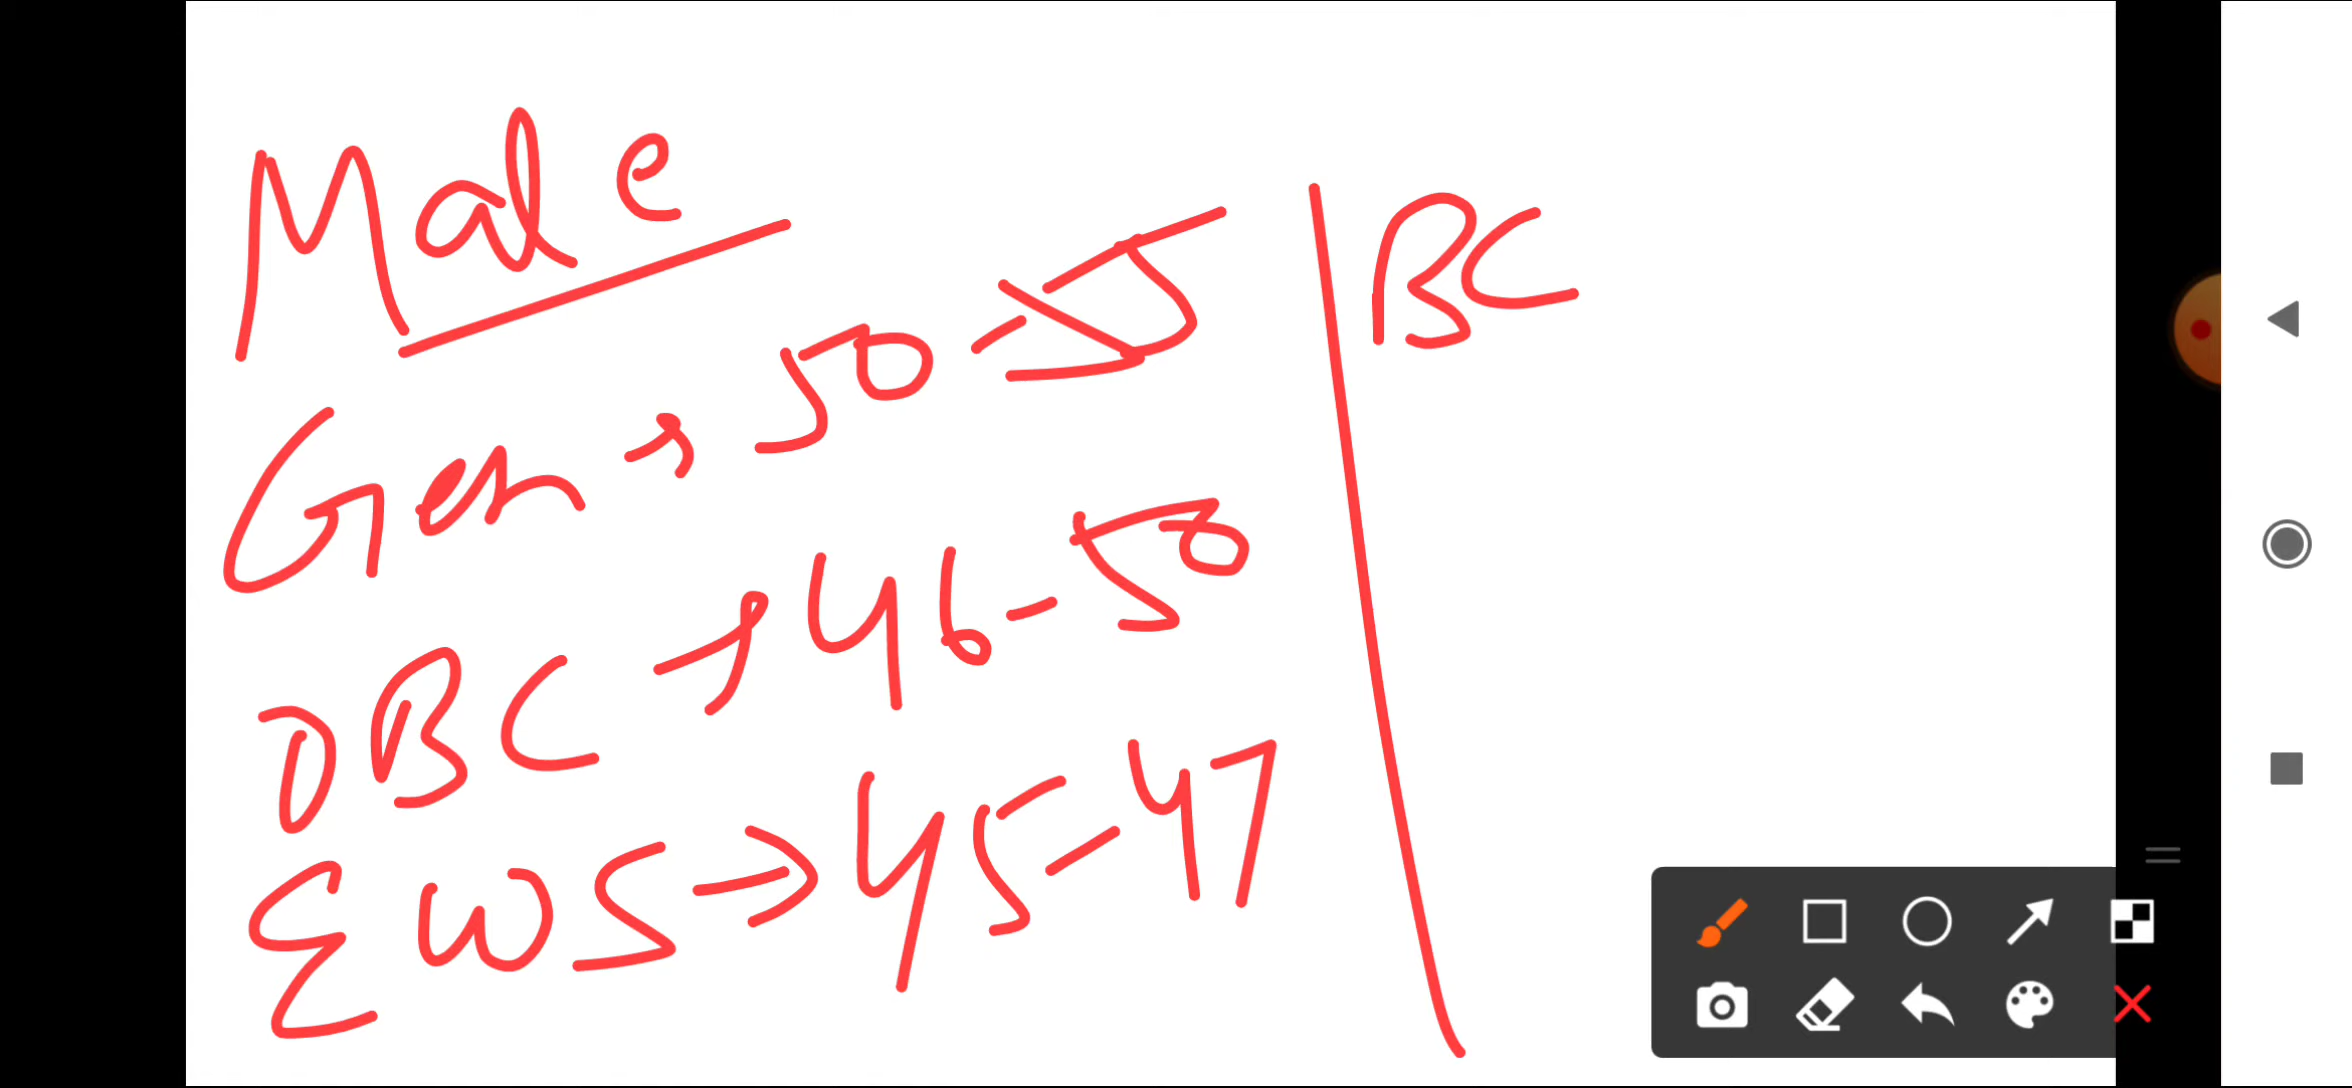 Male
Gen → 50-55
OBC → 46-50
EWS → 45-47
BC